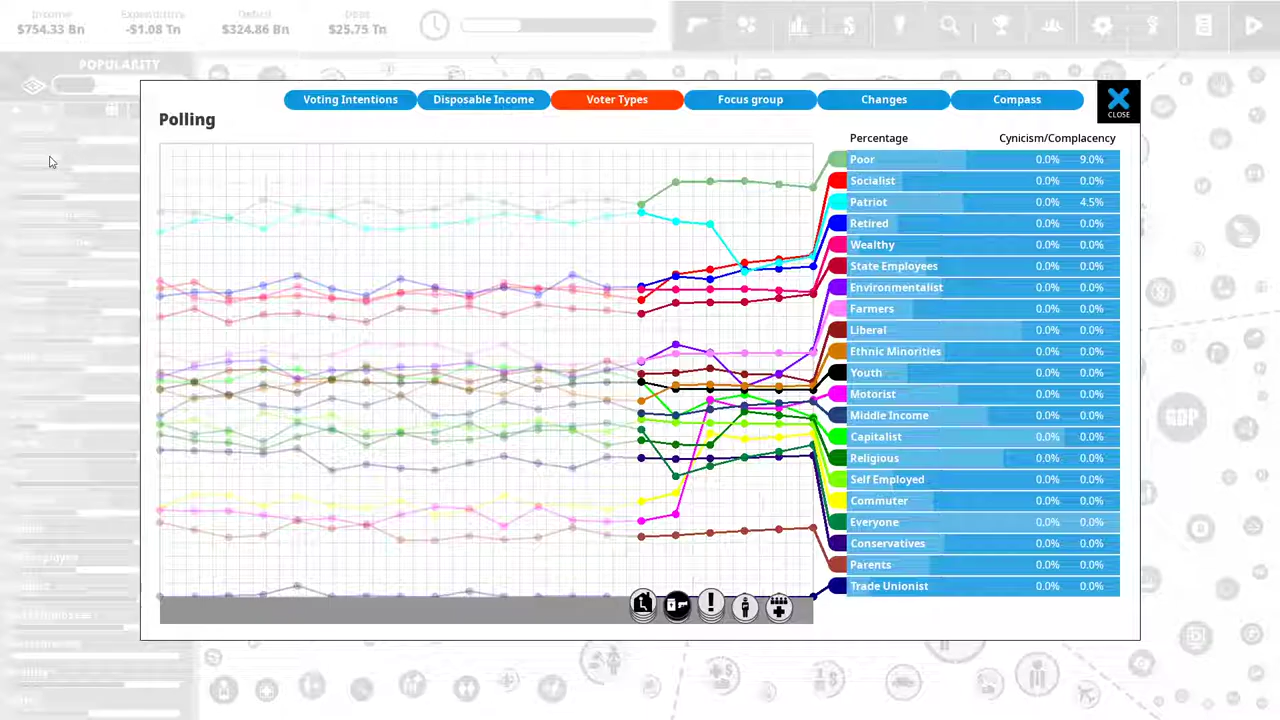 Income Expenditure Deficit Debt
$754.33 Bn -$1.08 Tn $324.86 Bn $25.75 Tn
POPULARITY
Voting Intentions Disposable Income Voter Types Focus group Changes Compass
CLOSE
Polling
Percentage Cynicism/Complacency
Poor 0.0% 9.0%
Socialist 0.0% 0.0%
Patriot 0.0% 4.5%
Retired 0.0% 0.0%
Wealthy 0.0% 0.0%
State Employees 0.0% 0.0%
Environmentalist 0.0% 0.0%
Farmers 0.0% 0.0%
Liberal 0.0% 0.0%
Ethnic Minorities 0.0% 0.0%
Youth 0.0% 0.0%
Motorist 0.0% 0.0%
Middle Income 0.0% 0.0%
Capitalist 0.0% 0.0%
Religious 0.0% 0.0%
Self Employed 0.0% 0.0%
Commuter 0.0% 0.0%
Everyone 0.0% 0.0%
Conservatives 0.0% 0.0%
Parents 0.0% 0.0%
Trade Unionist 0.0% 0.0%
GDP